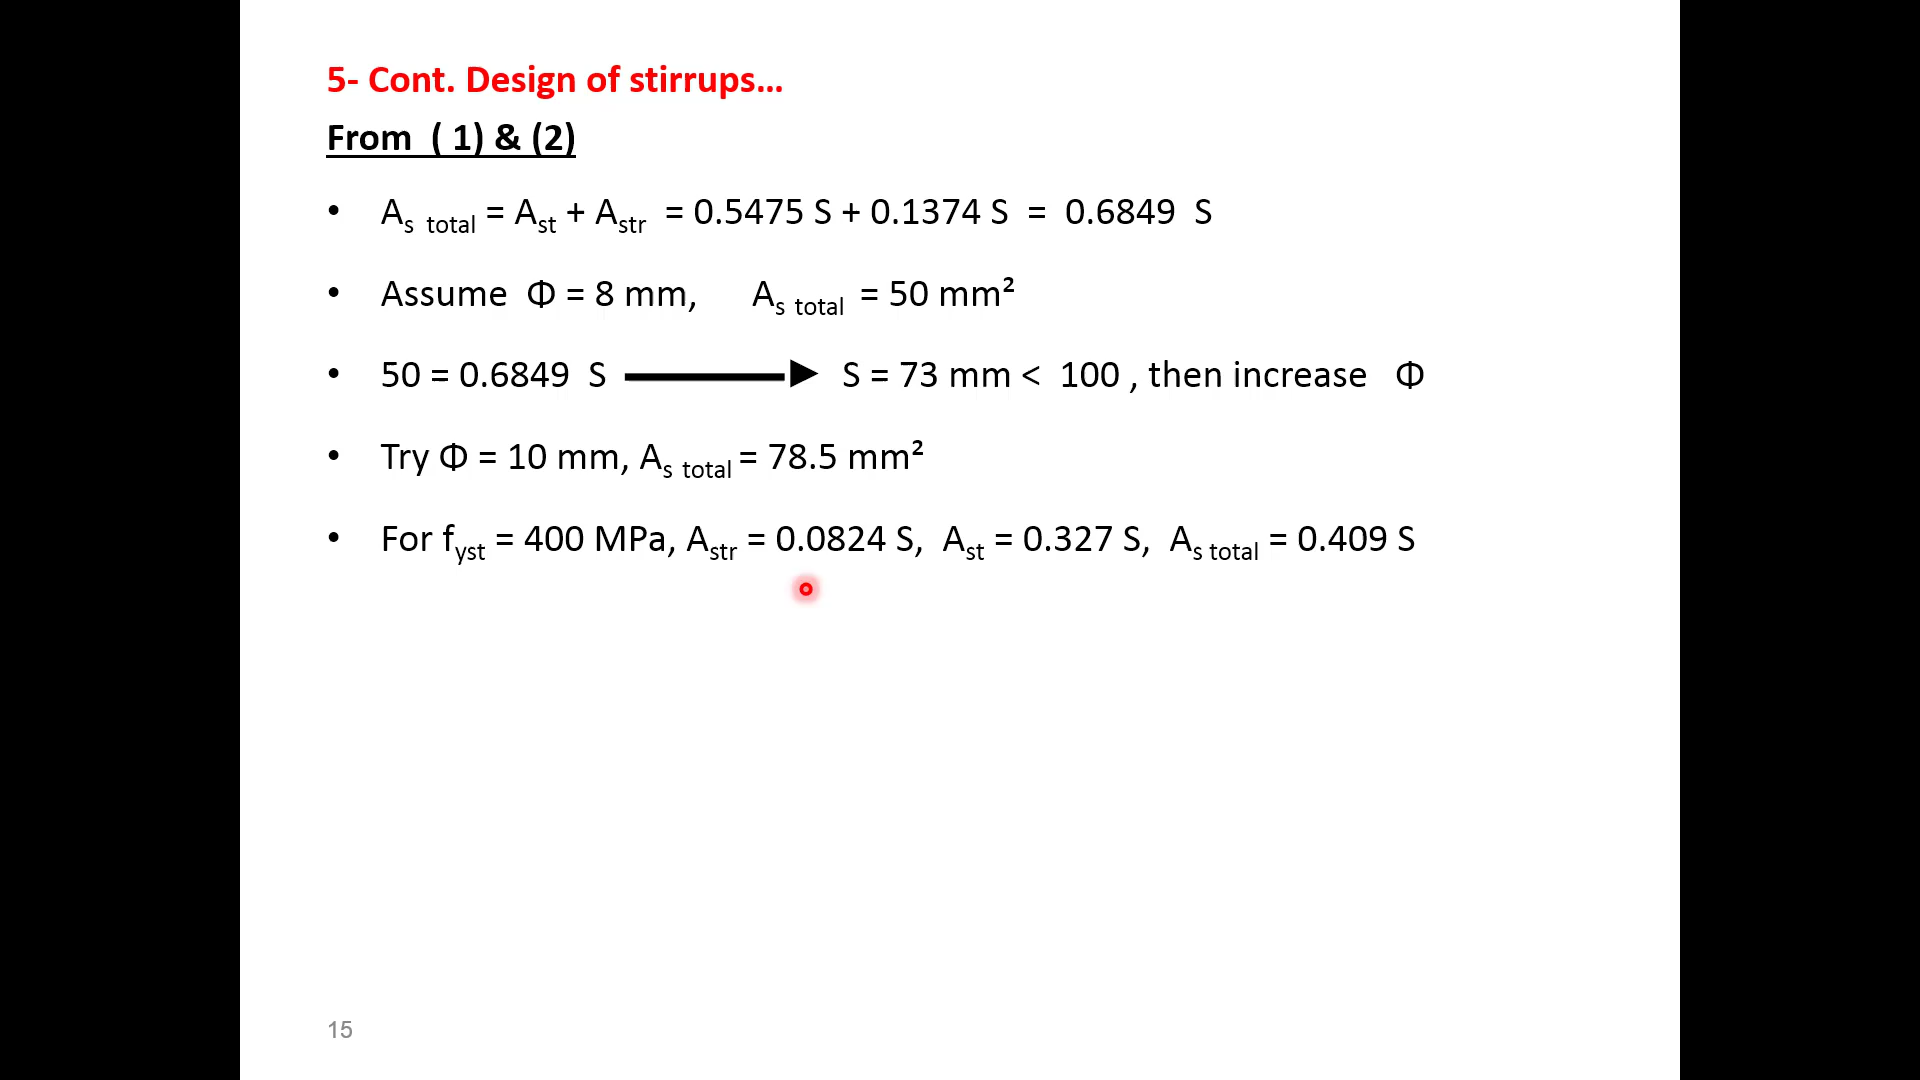 5- Cont. Design of stirrups...
From ( 1) & (2)
• As total = Ast + Astr = 0.5475 S + 0.1374 S = 0.6849 S
• Assume Φ = 8 mm, As total = 50 mm²
• 50 = 0.6849 S S = 73 mm < 100 , then increase Φ
• Try Φ = 10 mm, As total = 78.5 mm²
• For fyst = 400 MPa, Astr = 0.0824 S, Ast = 0.327 S, As total = 0.409 S
15